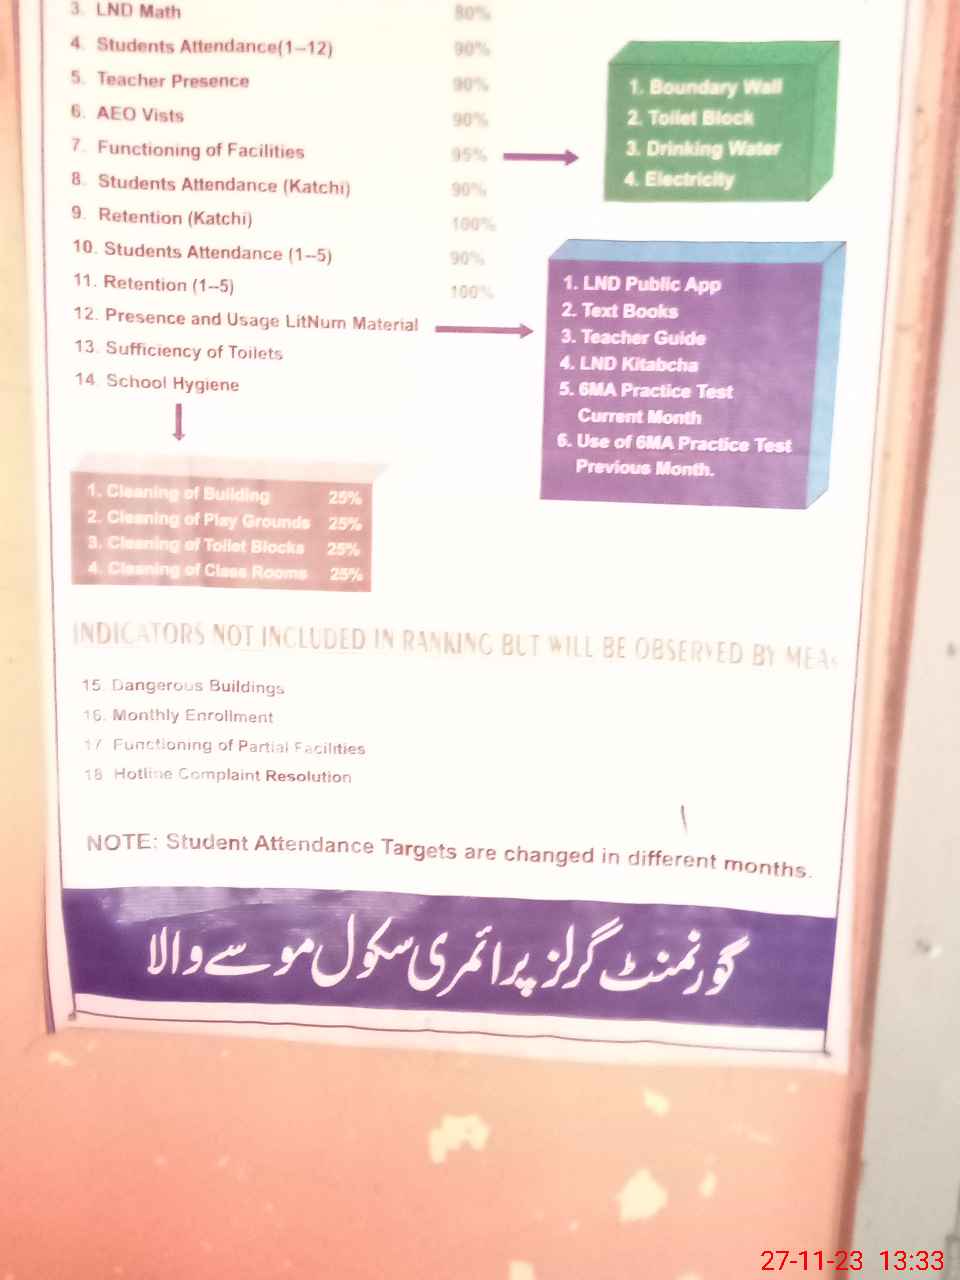 3. LND Math 80%
4. Students Attendance(1--12) 90%
5. Teacher Presence 90%
6. AEO Vists 90%
7. Functioning of Facilities 95%
8. Students Attendance (Katchi) 90%
9. Retention (Katchi) 100%
10. Students Attendance (1--5) 90%
11. Retention (1--5) 100%
12. Presence and Usage LitNum Material
13. Sufficiency of Toilets
14. School Hygiene
1. Boundary Wall
2. Toilet Block
3. Drinking Water
4. Electricity
1. LND Public App
2. Text Books
3. Teacher Guide
4. LND Kitabcha
5. 6MA Practice Test
Current Month
6. Use of 6MA Practice Test
Previous Month.
1. Cleaning of Building 25%
2. Cleaning of Play Grounds 25%
3. Cleaning of Toilet Blocks 25%
4. Cleaning of Class Rooms 25%
INDICATORS NOT INCLUDED IN RANKING BUT WILL BE OBSERVED BY MEAs
15. Dangerous Buildings
16. Monthly Enrollment
17. Functioning of Partial Facilities
18. Hotline Complaint Resolution
NOTE: Student Attendance Targets are changed in different months.
گورنمنٹ گرلز پرائمری سکول موسے والا
27-11-23 13:33